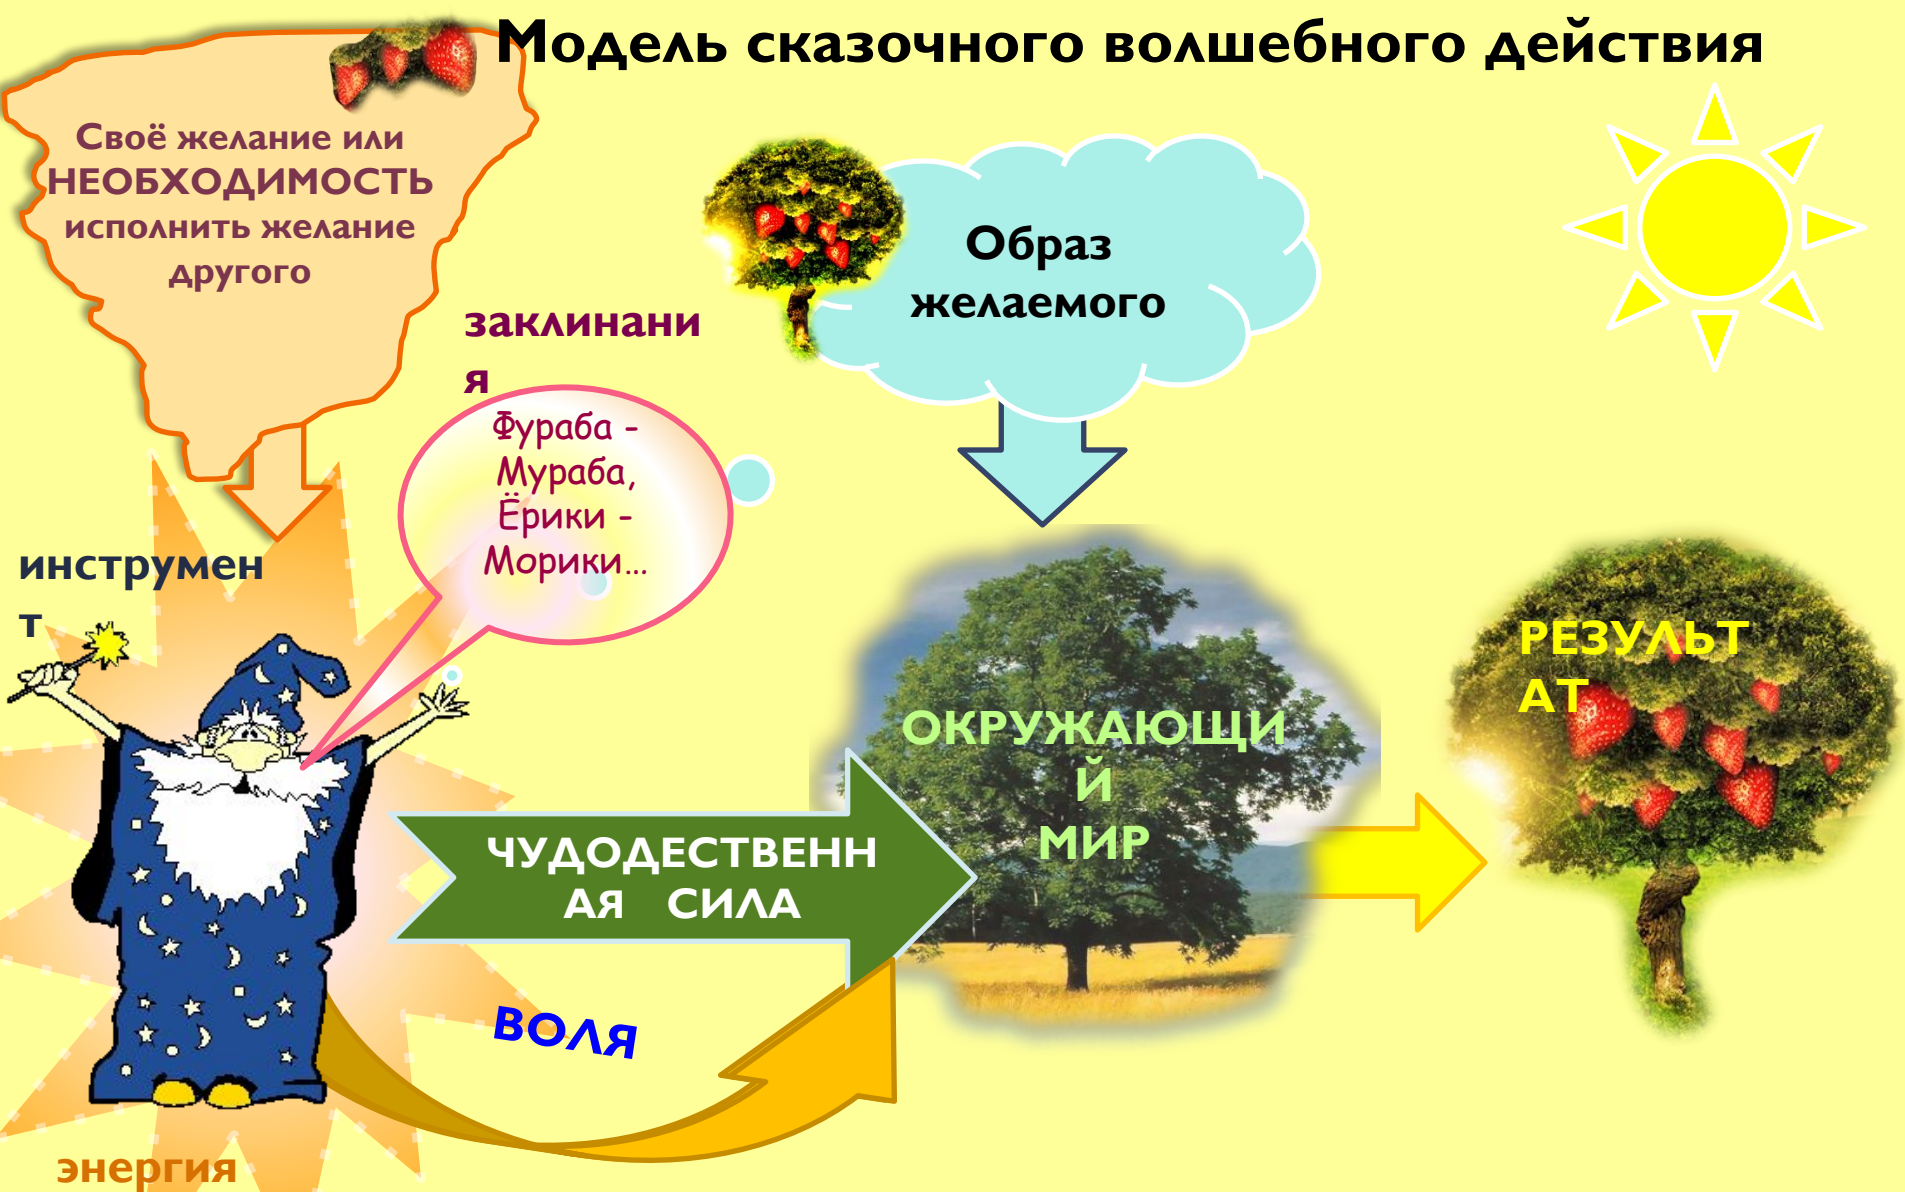 Модель сказочного волшебного действия
Своё желание или
НЕОБХОДИМОСТЬ
исполнить желание
другого
Образ
желаемого
заклинани
я
Фураба -
Мураба,
Ёрики -
Морики...
инструмен
т
РЕЗУЛЬТ
АТ
ОКРУЖАЮЩИ
Й
МИР
ЧУДОДЕСТВЕНН
АЯ СИЛА
ВОЛЯ
энергия